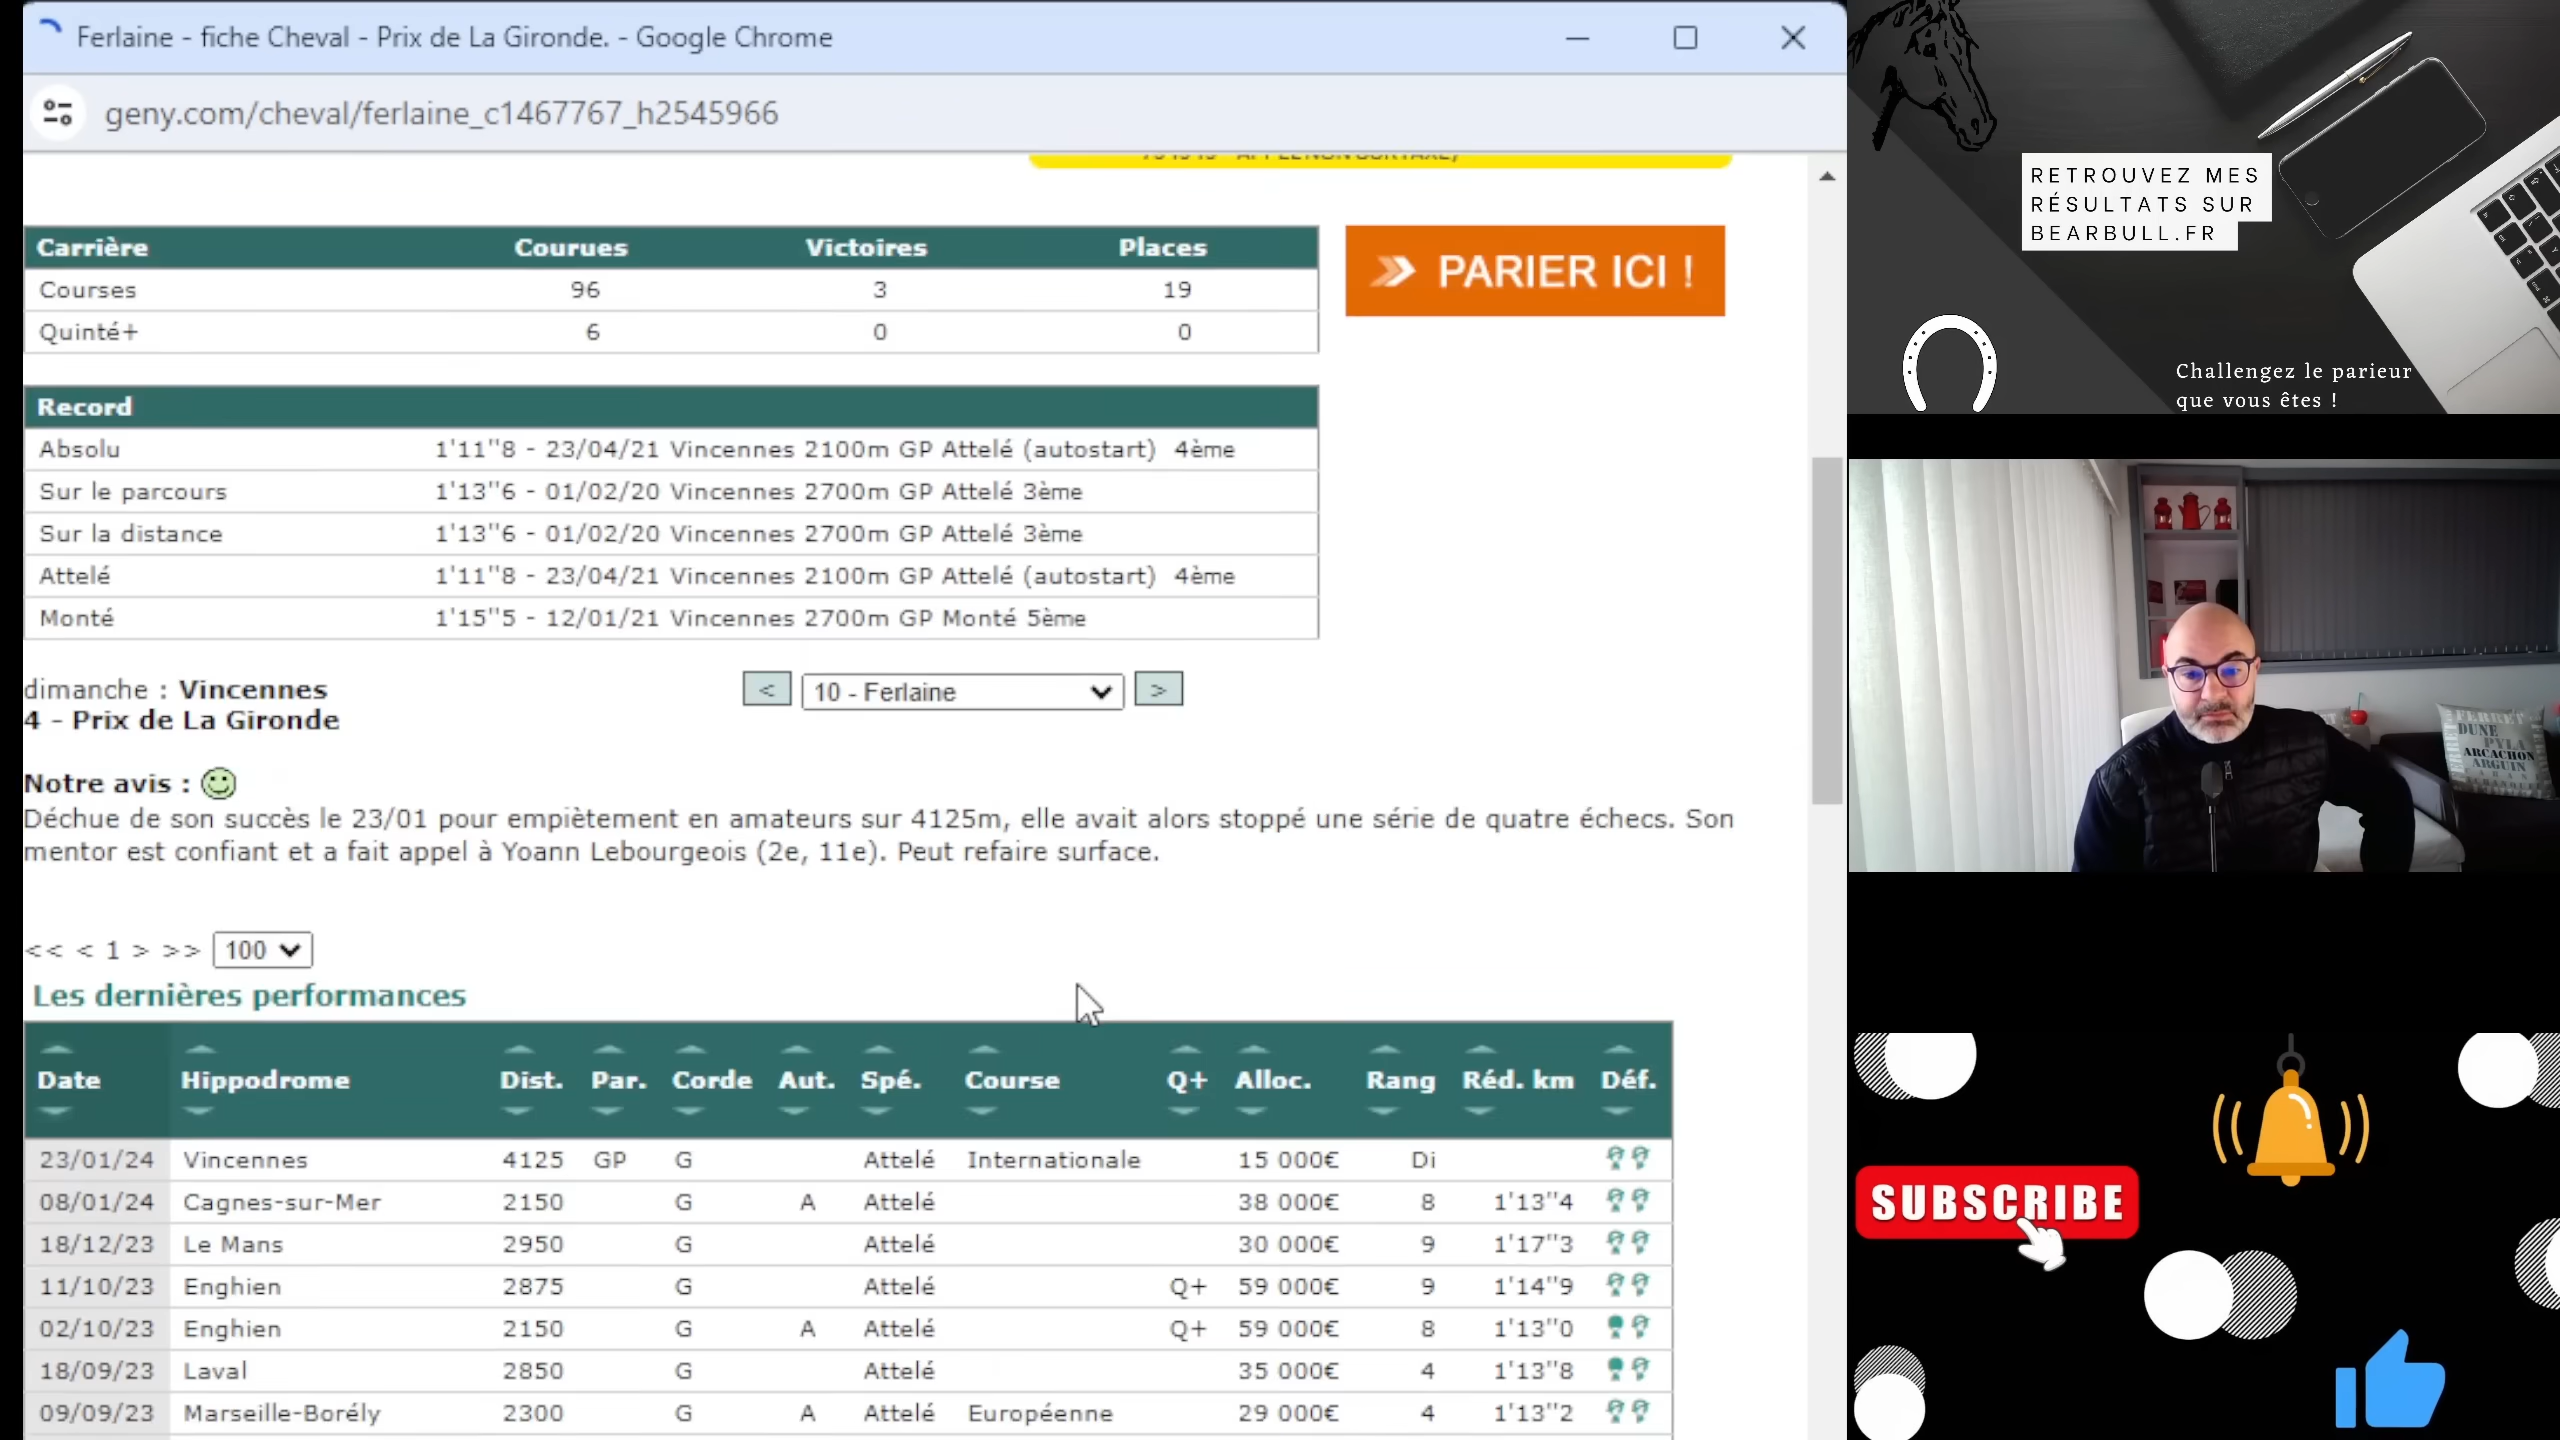 Ferlaine - fiche Cheval - Prix de La Gironde. - Google Chrome
geny.com/cheval/ferlaine_c1467767_h2545966
Carrière Courues Victoires Places
Courses 96 3 19
Quinté+ 6 0 0
PARIER ICI !
Record
Absolu 1'11"8 - 23/04/21 Vincennes 2100m GP Attelé (autostart) 4ème
Sur le parcours 1'13"6 - 01/02/20 Vincennes 2700m GP Attelé 3ème
Sur la distance 1'13"6 - 01/02/20 Vincennes 2700m GP Attelé 3ème
Attelé 1'11"8 - 23/04/21 Vincennes 2100m GP Attelé (autostart) 4ème
Monté 1'15"5 - 12/01/21 Vincennes 2700m GP Monté 5ème
dimanche : Vincennes
4 - Prix de La Gironde
< 10 - Ferlaine >
Notre avis :
Déchue de son succès le 23/01 pour empiètement en amateurs sur 4125m, elle avait alors stoppé une série de quatre échecs. Son
mentor est confiant et a fait appel à Yoann Lebourgeois (2e, 11e). Peut refaire surface.
<< < 1 > >> 100
Les dernières performances
Date Hippodrome Dist. Par. Corde Aut. Spé. Course Q+ Alloc. Rang Réd. km Déf.
23/01/24 Vincennes 4125 GP G Attelé Internationale 15 000€ Di
08/01/24 Cagnes-sur-Mer 2150 G A Attelé 38 000€ 8 1'13"4
18/12/23 Le Mans 2950 G Attelé 30 000€ 9 1'17"3
11/10/23 Enghien 2875 G Attelé Q+ 59 000€ 9 1'14"9
02/10/23 Enghien 2150 G A Attelé Q+ 59 000€ 8 1'13"0
18/09/23 Laval 2850 G Attelé 35 000€ 4 1'13"8
09/09/23 Marseille-Borély 2300 G A Attelé Européenne 29 000€ 4 1'13"2
RETROUVEZ MES
RÉSULTATS SUR
BEARBULL.FR
Challengez le parieur
que vous êtes !
FERRET
DUNE
PYLA
ARCACHON
ARGUIN
SUBSCRIBE